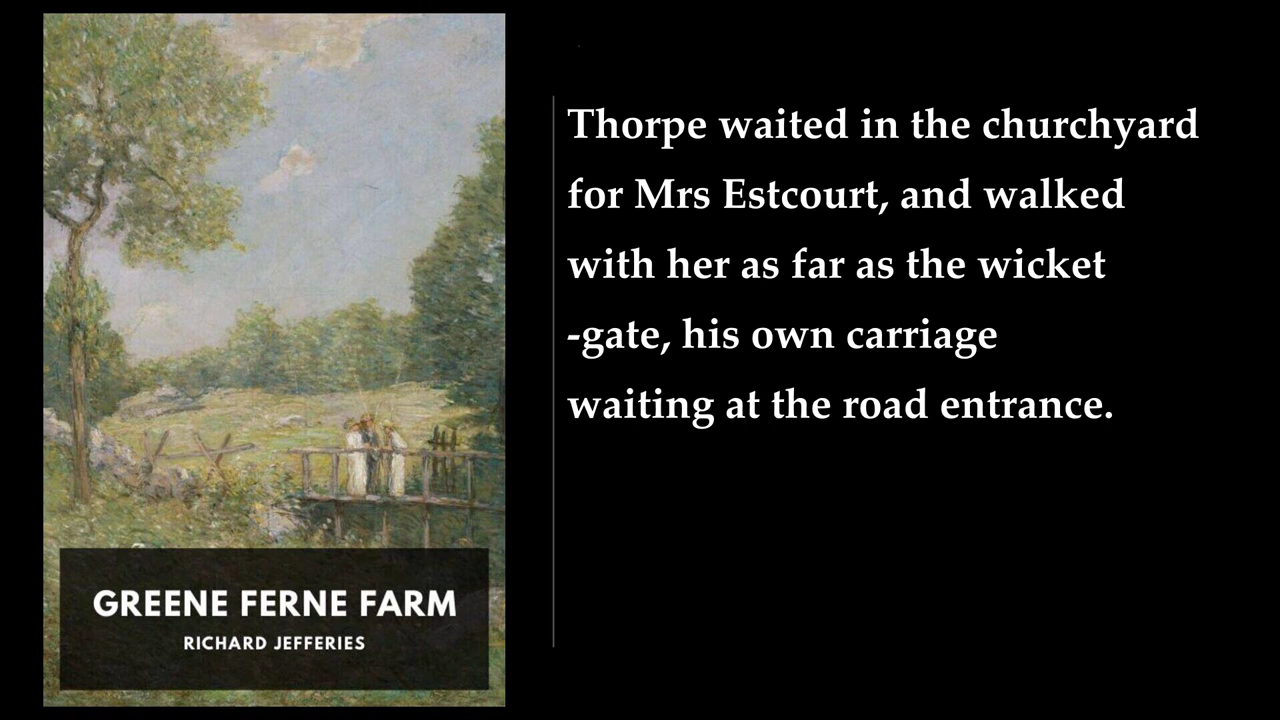 GREENE FERNE FARM
RICHARD JEFFERIES
Thorpe waited in the churchyard
for Mrs Estcourt, and walked
with her as far as the wicket
-gate, his own carriage
waiting at the road entrance.